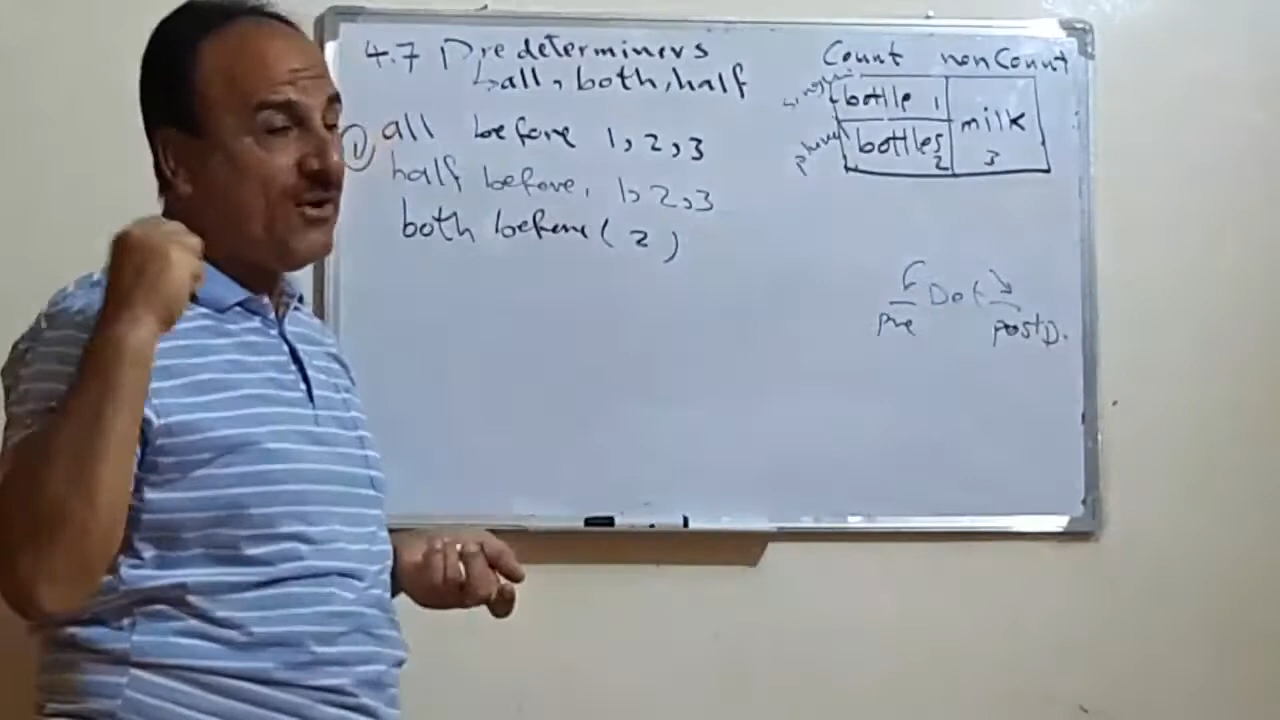 4.7 Predeterminers
all, both, half
① all before 1, 2, 3
half before, 1, 2, 3
both before ( 2 )
Count nonCount
bottle 1
bottles 2
milk
3
Det
pre
post D.